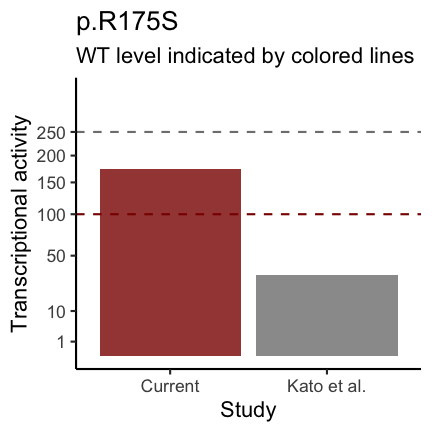 p.R175S
WT level indicated by colored lines
Transcriptional activity
250
200
150
100
50
10
1
Current
Kato et al.
Study